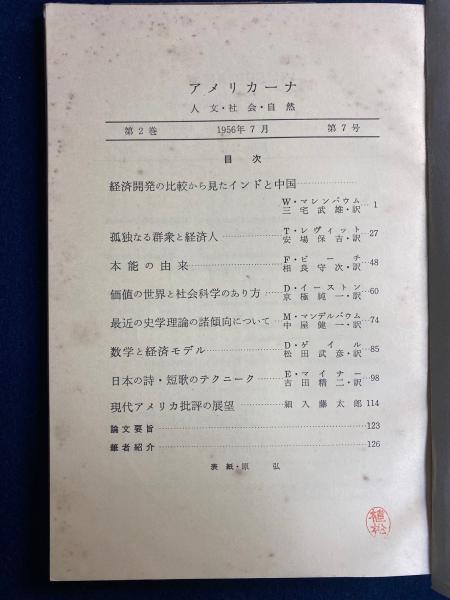 アメリカーナ
人文・社会・自然
第2巻 1956年7月 第7号
目次
経済開発の比較から見たインドと中国
W・マレンバウム
三宅武雄・訳 1
孤独なる群衆と経済人 T・レヴィット
安場保吉・訳 27
本能の由来 F・ビーチ
相良守次・訳 48
価値の世界と社会科学のあり方 D・イーストン
京極純一・訳 60
最近の史学理論の諸傾向について M・マンデルバウム
中屋健一・訳 74
数学と経済モデル D・ゲイル
松田武彦・訳 85
日本の詩・短歌のテクニーク E・マイナー
吉田精二・訳 98
現代アメリカ批評の展望 細入藤太郎 114
論文要旨 123
筆者紹介 126
表紙・原弘
植松